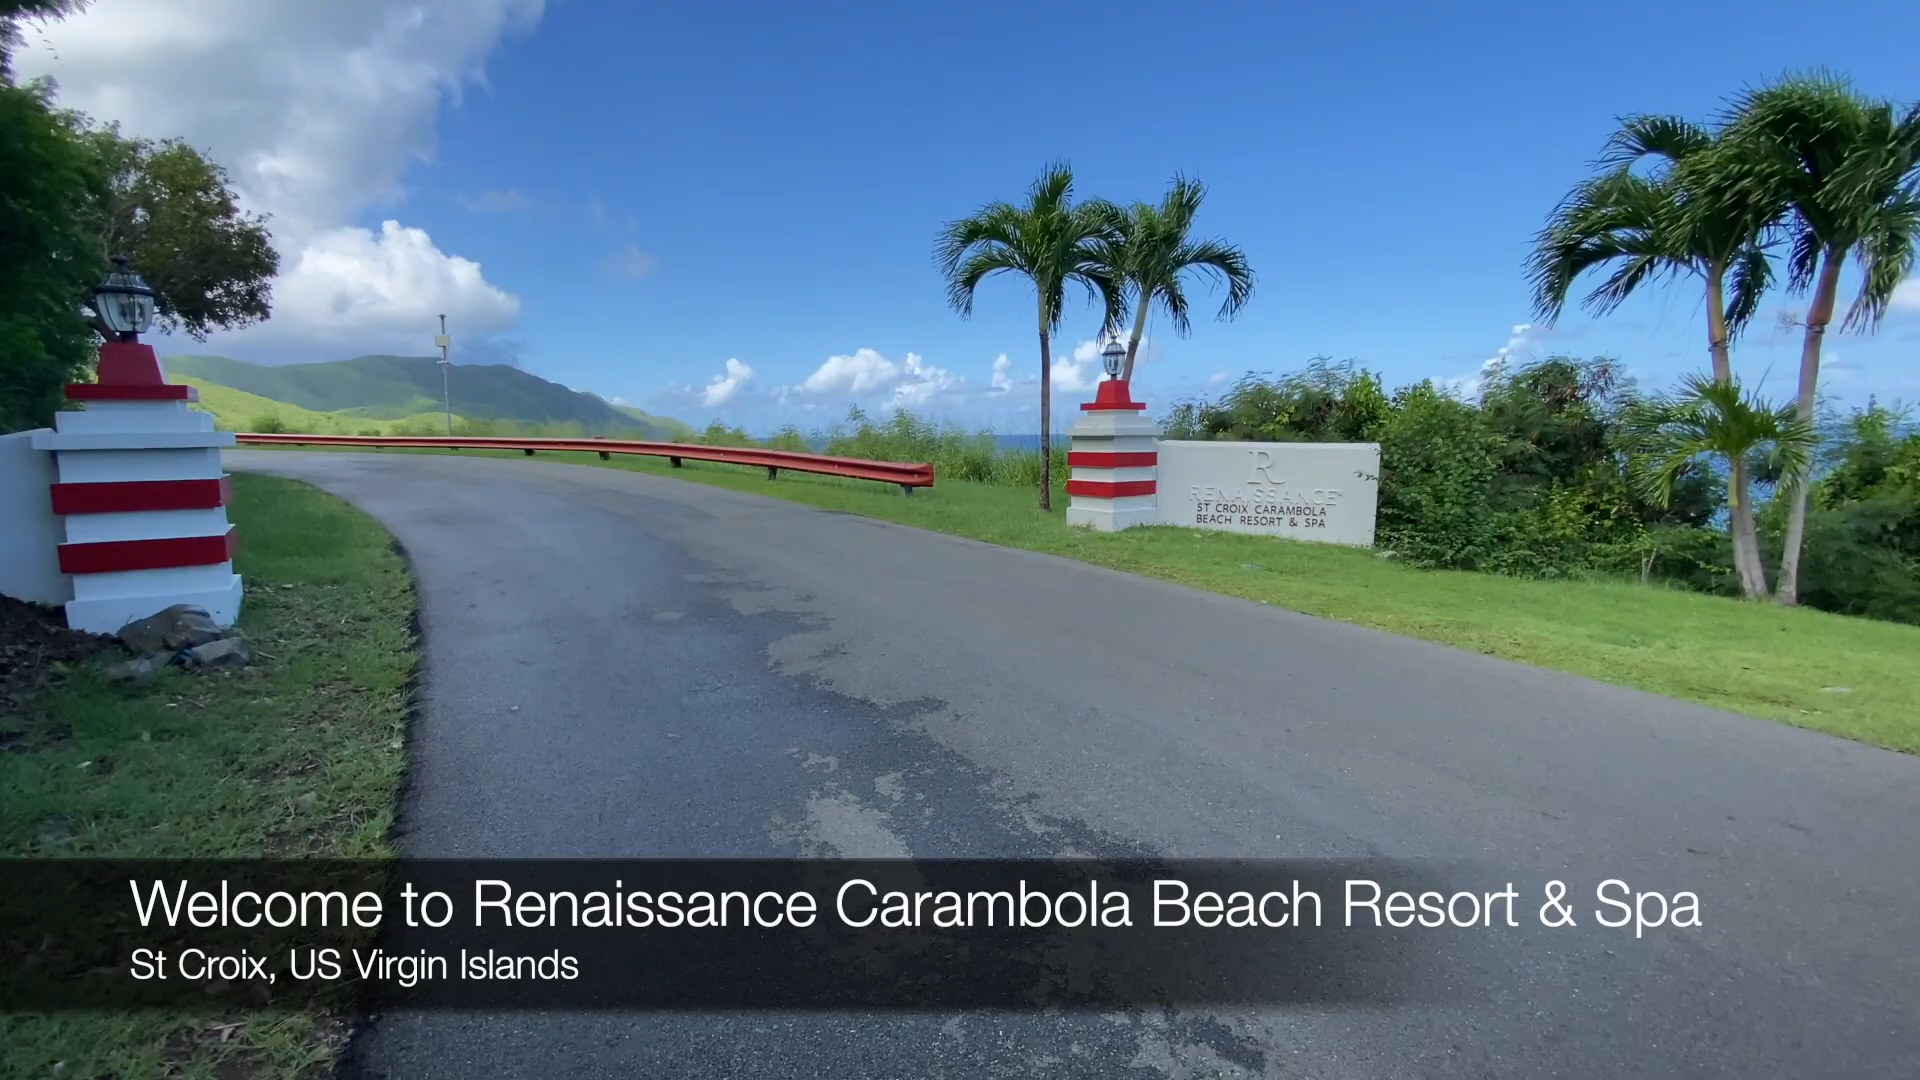 R
RENAISSANCE
ST CROIX CARAMBOLA
BEACH RESORT & SPA
Welcome to Renaissance Carambola Beach Resort & Spa
St Croix, US Virgin Islands